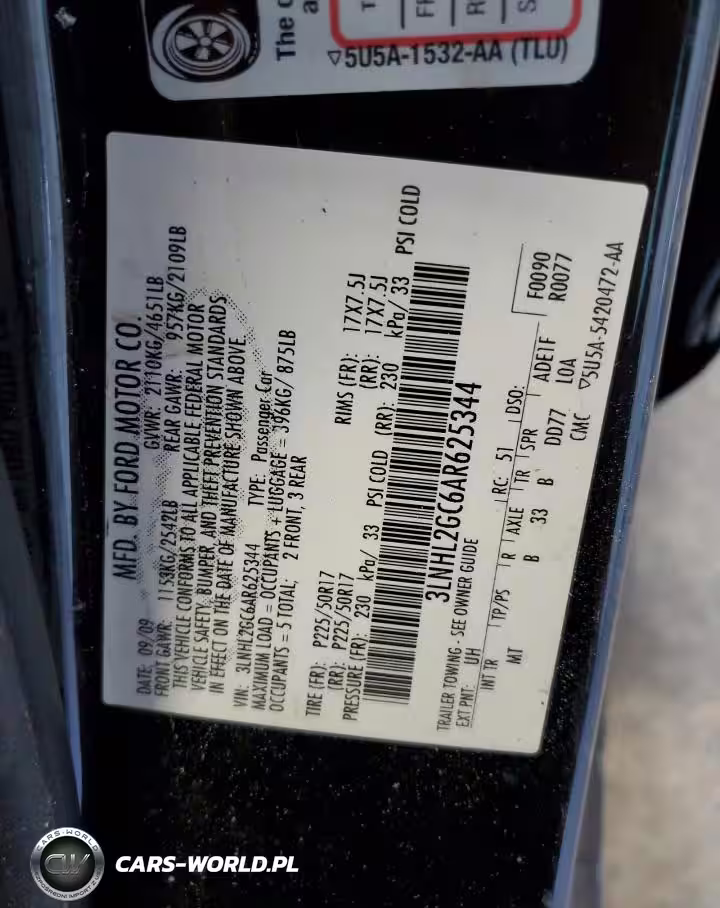 The
5U5A-1532-AA (TLU)
MFD. BY FORD MOTOR CO.
DATE: 09/09 GVWR: 2110KG/4651LB
FRONT GAWR: 1153KG/2542LB REAR GAWR: 957KG/2109LB
THIS VEHICLE CONFORMS TO ALL APPLICABLE FEDERAL MOTOR
VEHICLE SAFETY, BUMPER, AND THEFT PREVENTION STANDARDS
IN EFFECT ON THE DATE OF MANUFACTURE SHOWN ABOVE
VIN: 3LNHL2GC6AR625344 TYPE: Passenger Car
MAXIMUM LOAD = OCCUPANTS + LUGGAGE = 396KG/ 875LB
OCCUPANTS = 5 TOTAL; 2 FRONT, 3 REAR
TIRE (FR): P225/50R17 RIMS (FR): 17X7.5J
(RR): P225/50R17 (RR): 17X7.5J
PRESSURE (FR): 230 kPa/ 33 PSI COLD (RR): 230 kPa/ 33 PSI COLD
3LNHL2GC6AR625344
TRAILER TOWING - SEE OWNER GUIDE
EXT PNT: UH RC: 51 DSO: F0090
INT TR TP/PS R AXLE TR SPR ADE1F R0077
MT B 33 B DD77 LOA
CMC 5U5A-5420472-AA
CARS-WORLD
CW
CARS-WORLD.PL